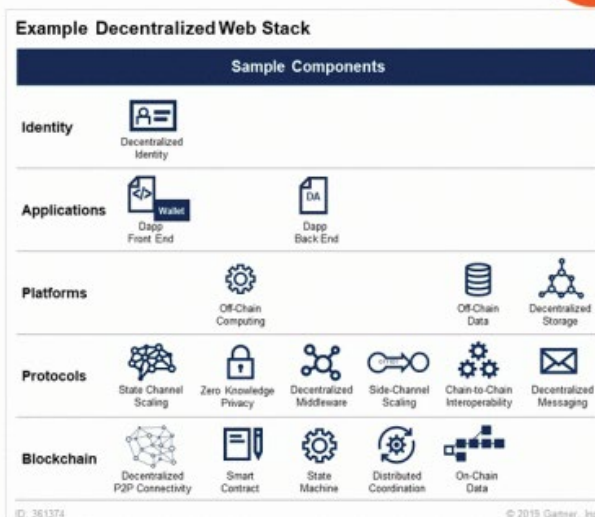 Example Decentralized Web Stack
Sample Components
Identity
Decentralized
Identity
Applications
</>
Wallet
Dapp
Front End
DA
Dapp
Back End
Platforms
Off-Chain
Computing
Off-Chain
Data
Decentralized
Storage
Protocols
State Channel
Scaling
Zero Knowledge
Privacy
Decentralized
Middleware
Side-Channel
Scaling
Chain-to-Chain
Interoperability
Decentralized
Messaging
Blockchain
Decentralized
P2P Connectivity
Smart
Contract
State
Machine
Distributed
Coordination
On-Chain
Data
ID: 361374
© 2019 Gartner, Inc